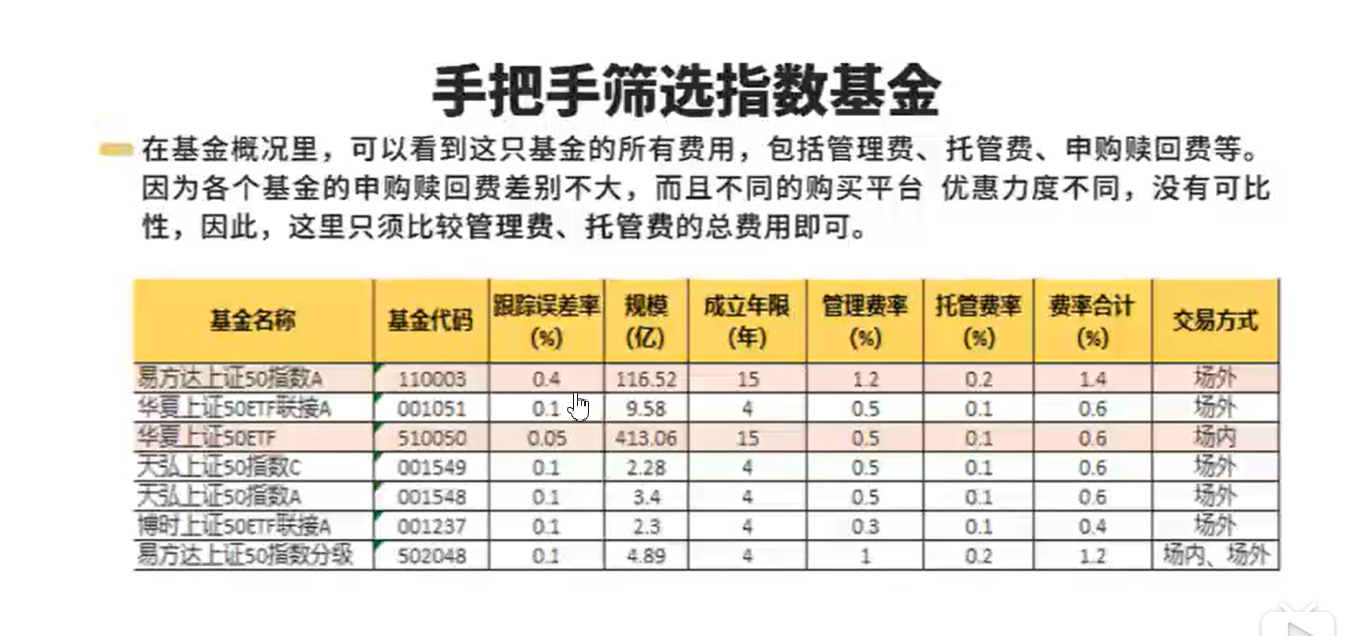 手把手筛选指数基金
在基金概况里，可以看到这只基金的所有费用，包括管理费、托管费、申购赎回费等。
因为各个基金的申购赎回费差别不大，而且不同的购买平台 优惠力度不同，没有可比
性，因此，这里只须比较管理费、托管费的总费用即可。
基金名称 基金代码 跟踪误差率(%) 规模(亿) 成立年限(年) 管理费率(%) 托管费率(%) 费率合计(%) 交易方式
易方达上证50指数A 110003 0.4 116.52 15 1.2 0.2 1.4 场外
华夏上证50ETF联接A 001051 0.1 9.58 4 0.5 0.1 0.6 场外
华夏上证50ETF 510050 0.05 413.06 15 0.5 0.1 0.6 场内
天弘上证50指数C 001549 0.1 2.28 4 0.5 0.1 0.6 场外
天弘上证50指数A 001548 0.1 3.4 4 0.5 0.1 0.6 场外
博时上证50ETF联接A 001237 0.1 2.3 4 0.3 0.1 0.4 场外
易方达上证50指数分级 502048 0.1 4.89 4 1 0.2 1.2 场内、场外